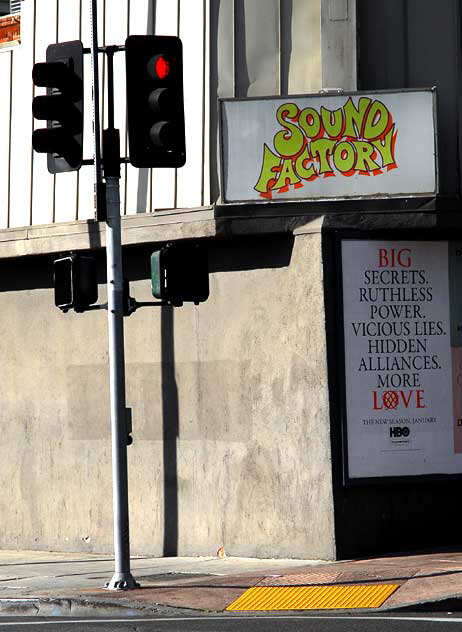 SOUND
FACTORY
BIG
SECRETS.
RUTHLESS
POWER.
VICIOUS LIES.
HIDDEN
ALLIANCES.
MORE
LOVE.
THE NEW SEASON. JANUARY
HBO